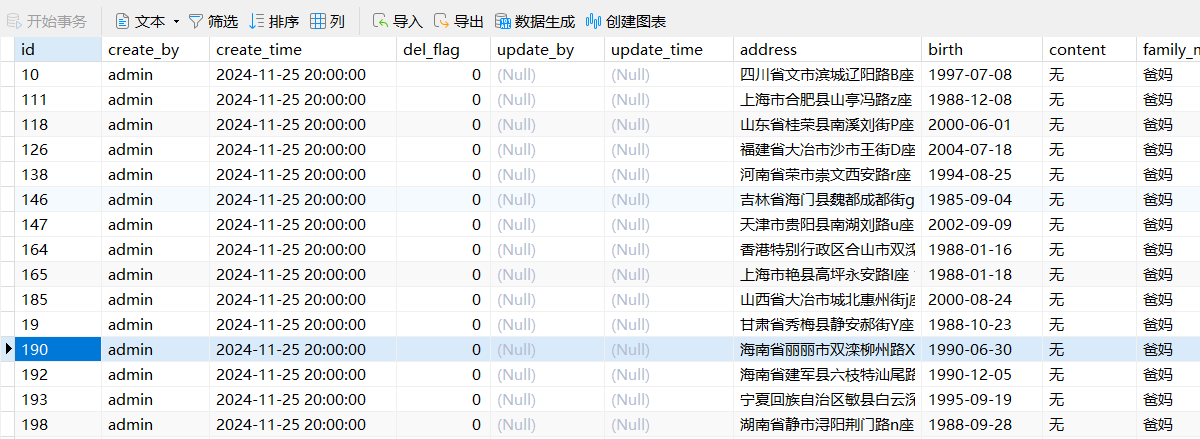 开始事务 文本 筛选 排序 列 导入 导出 数据生成 创建图表
id create_by create_time del_flag update_by update_time address birth content family_
10 admin 2024-11-25 20:00:00 0 (Null) (Null) 四川省文市滨城辽阳路B座 1997-07-08 无 爸妈
111 admin 2024-11-25 20:00:00 0 (Null) (Null) 上海市合肥县山亭冯路z座 1988-12-08 无 爸妈
118 admin 2024-11-25 20:00:00 0 (Null) (Null) 山东省桂荣县南溪刘街P座 2000-06-01 无 爸妈
126 admin 2024-11-25 20:00:00 0 (Null) (Null) 福建省大冶市沙市王街D座 2004-07-18 无 爸妈
138 admin 2024-11-25 20:00:00 0 (Null) (Null) 河南省荣市崇文西安路r座 1994-08-25 无 爸妈
146 admin 2024-11-25 20:00:00 0 (Null) (Null) 吉林省海门县魏都成都街g 1985-09-04 无 爸妈
147 admin 2024-11-25 20:00:00 0 (Null) (Null) 天津市贵阳县南湖刘路u座 2002-09-09 无 爸妈
164 admin 2024-11-25 20:00:00 0 (Null) (Null) 香港特别行政区合山市双滦 1988-01-16 无 爸妈
165 admin 2024-11-25 20:00:00 0 (Null) (Null) 上海市艳县高坪永安路l座 1988-01-18 无 爸妈
185 admin 2024-11-25 20:00:00 0 (Null) (Null) 山西省大冶市城北惠州街j座 2000-08-24 无 爸妈
19 admin 2024-11-25 20:00:00 0 (Null) (Null) 甘肃省秀梅县静安郝街Y座 1988-10-23 无 爸妈
190 admin 2024-11-25 20:00:00 0 (Null) (Null) 海南省丽丽市双滦柳州路X 1990-06-30 无 爸妈
192 admin 2024-11-25 20:00:00 0 (Null) (Null) 海南省建军县六枝特汕尾路 1990-12-05 无 爸妈
193 admin 2024-11-25 20:00:00 0 (Null) (Null) 宁夏回族自治区敏县白云深 1995-09-19 无 爸妈
198 admin 2024-11-25 20:00:00 0 (Null) (Null) 湖南省静市浔阳荆门路n座 1988-09-28 无 爸妈